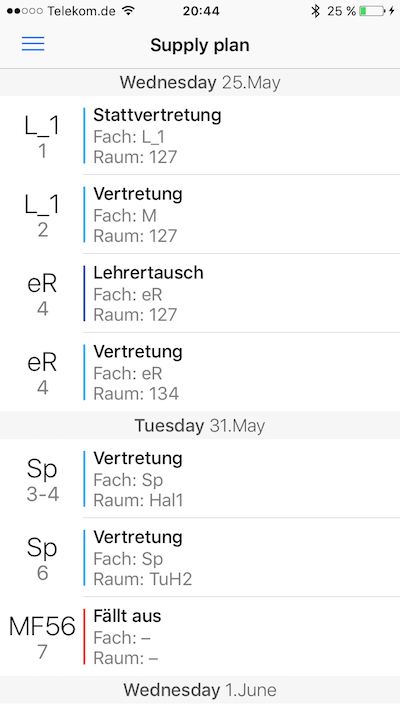 Telekom.de 20:44 25 %
Supply plan
Wednesday 25.May
L_1
1
Stattvertretung
Fach: L_1
Raum: 127
L_1
2
Vertretung
Fach: M
Raum: 127
eR
4
Lehrertausch
Fach: eR
Raum: 127
eR
4
Vertretung
Fach: eR
Raum: 134
Tuesday 31.May
Sp
3-4
Vertretung
Fach: Sp
Raum: Hal1
Sp
6
Vertretung
Fach: Sp
Raum: TuH2
MF56
7
Fällt aus
Fach: –
Raum: –
Wednesday 1.June